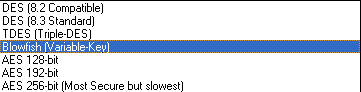 DES (8.2 Compatible)
DES (8.3 Standard)
TDES (Triple-DES)
Blowfish (Variable-Key)
AES 128-bit
AES 192-bit
AES 256-bit (Most Secure but slowest)